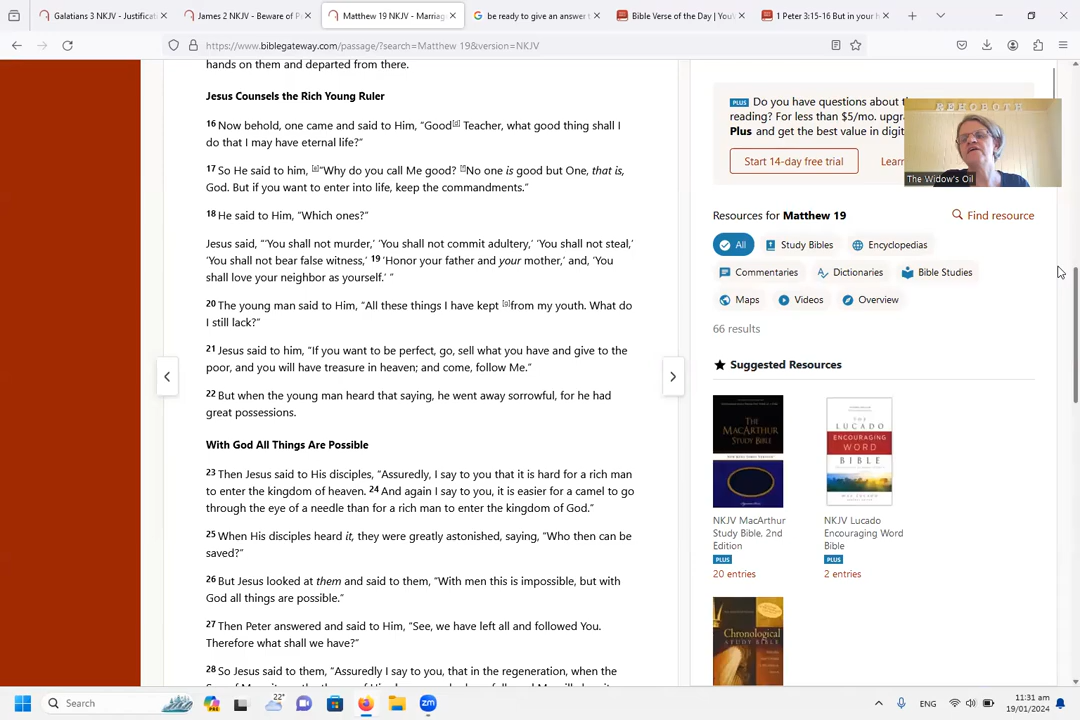 Galatians 3 NKJV - Justificat
James 2 NKJV - Beware of P
Matthew 19 NKJV - Marriag
be ready to give an answer t
Bible Verse of the Day | YouW
1 Peter 3:15-16 But in your h
https://www.biblegateway.com/passage/?search=Matthew 19&version=NKJV
hands on them and departed from there.
Jesus Counsels the Rich Young Ruler
16 Now behold, one came and said to Him, “Good[d] Teacher, what good thing shall I
do that I may have eternal life?”
17 So He said to him, [e]“Why do you call Me good? [f]No one is good but One, that is,
God. But if you want to enter into life, keep the commandments.”
18 He said to Him, “Which ones?”
Jesus said, “‘You shall not murder,’ ‘You shall not commit adultery,’ ‘You shall not steal,’
‘You shall not bear false witness,’ 19 ‘Honor your father and your mother,’ and, ‘You
shall love your neighbor as yourself.’ ”
20 The young man said to Him, “All these things I have kept [g]from my youth. What do
I still lack?”
21 Jesus said to him, “If you want to be perfect, go, sell what you have and give to the
poor, and you will have treasure in heaven; and come, follow Me.”
22 But when the young man heard that saying, he went away sorrowful, for he had
great possessions.
With God All Things Are Possible
23 Then Jesus said to His disciples, “Assuredly, I say to you that it is hard for a rich man
to enter the kingdom of heaven. 24 And again I say to you, it is easier for a camel to go
through the eye of a needle than for a rich man to enter the kingdom of God.”
25 When His disciples heard it, they were greatly astonished, saying, “Who then can be
saved?”
26 But Jesus looked at them and said to them, “With men this is impossible, but with
God all things are possible.”
27 Then Peter answered and said to Him, “See, we have left all and followed You.
Therefore what shall we have?”
28 So Jesus said to them, “Assuredly I say to you, that in the regeneration, when the
PLUS Do you have questions about th
reading? For less than $5/mo. upgra
Plus and get the best value in digit
Start 14-day free trial
Learn
REHOBOTH
The Widow's Oil
Resources for Matthew 19
Find resource
All
Study Bibles
Encyclopedias
Commentaries
Dictionaries
Bible Studies
Maps
Videos
Overview
66 results
Suggested Resources
THE
MACARTHUR
STUDY BIBLE
THE
LUCADO
ENCOURAGING
WORD
BIBLE
NKJV MacArthur
Study Bible, 2nd
Edition
PLUS
20 entries
NKJV Lucado
Encouraging Word
Bible
PLUS
2 entries
Chronological
STUDY BIBLE
Search
22°
ENG
11:31 am
19/01/2024